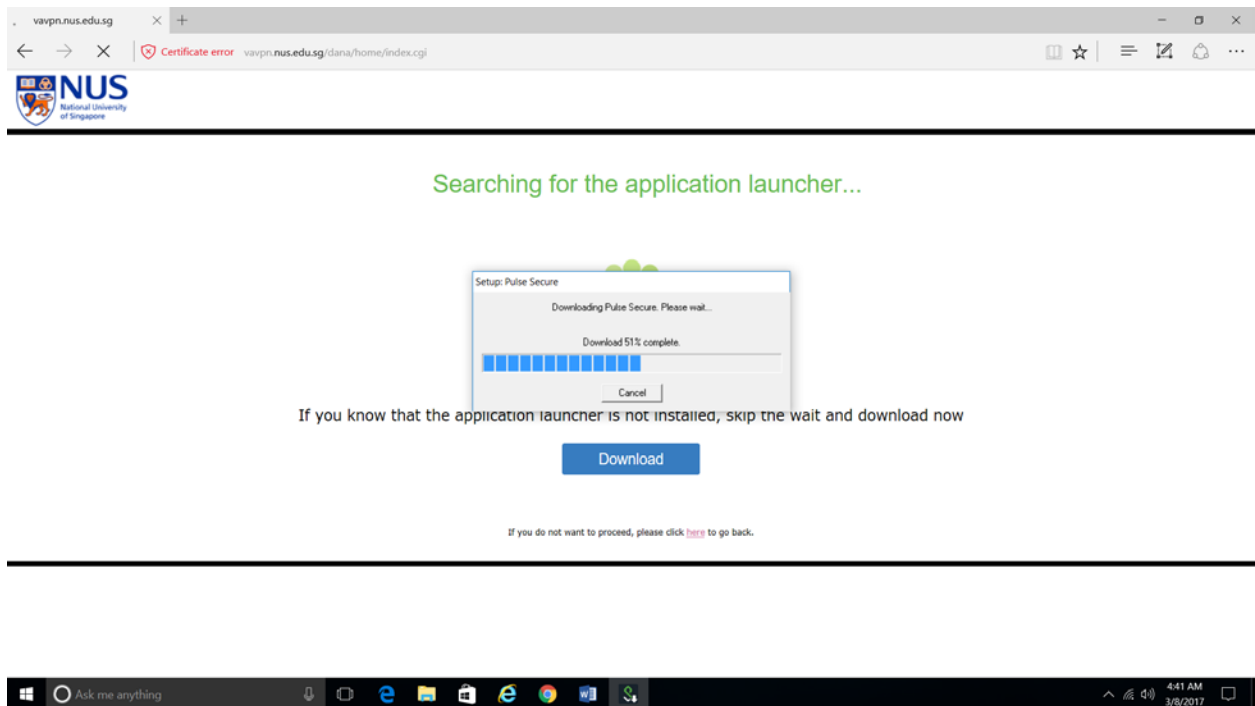 vavpn.nus.edu.sg
Certificate error vavpn.nus.edu.sg/dana/home/index.cgi
NUS
National University
of Singapore
Searching for the application launcher...
Setup: Pulse Secure
Downloading Pulse Secure. Please wait...
Download 51% complete.
Cancel
If you know that the application launcher is not installed, skip the wait and download now
Download
If you do not want to proceed, please click here to go back.
Ask me anything
4:41 AM
3/8/2017